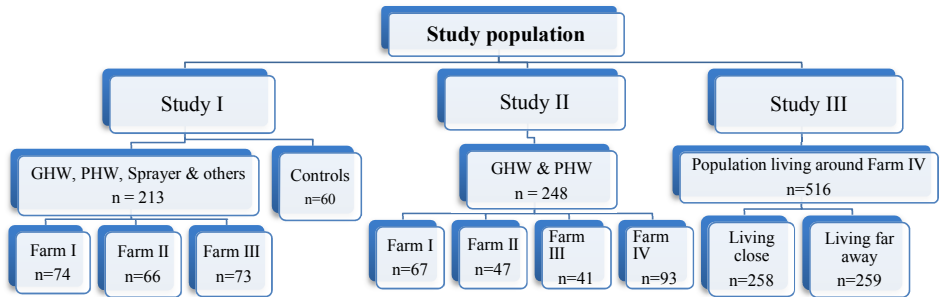 Study population
Study I
Study II
Study III
GHW, PHW, Sprayer & others
n = 213
Controls
n=60
GHW & PHW
n = 248
Population living around Farm IV
n=516
Farm I
n=74
Farm II
n=66
Farm III
n=73
Farm I
n=67
Farm II
n=47
Farm
III
n=41
Farm
IV
n=93
Living
close
n=258
Living far
away
n=259